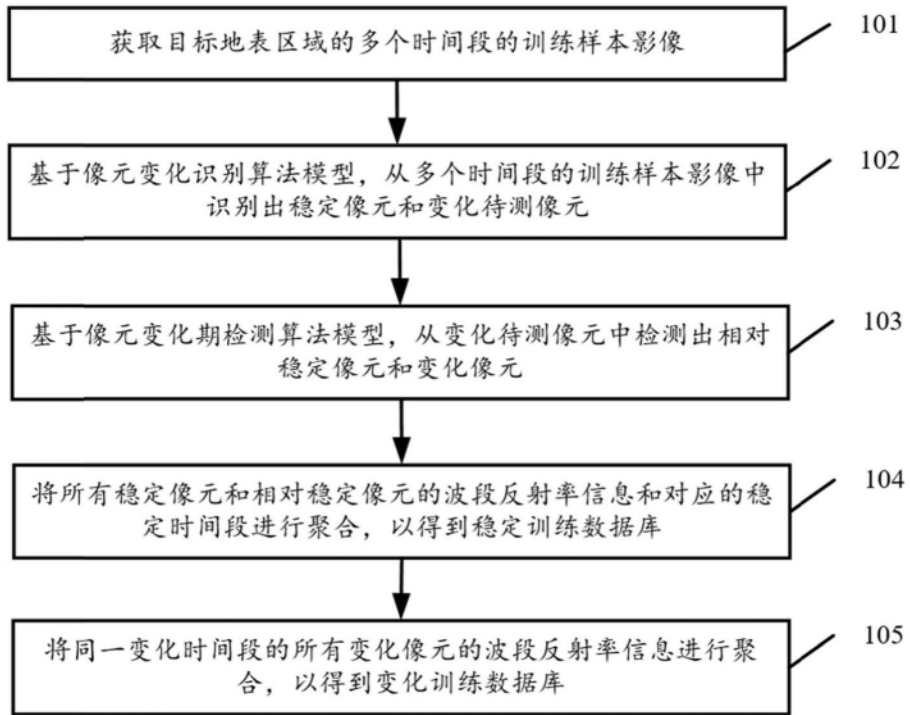 获取目标地表区域的多个时间段的训练样本影像
101
基于像元变化识别算法模型，从多个时间段的训练样本影像中
识别出稳定像元和变化待测像元
102
基于像元变化期检测算法模型，从变化待测像元中检测出相对
稳定像元和变化像元
103
将所有稳定像元和相对稳定像元的波段反射率信息和对应的稳
定时间段进行聚合，以得到稳定训练数据库
104
将同一变化时间段的所有变化像元的波段反射率信息进行聚
合，以得到变化训练数据库
105